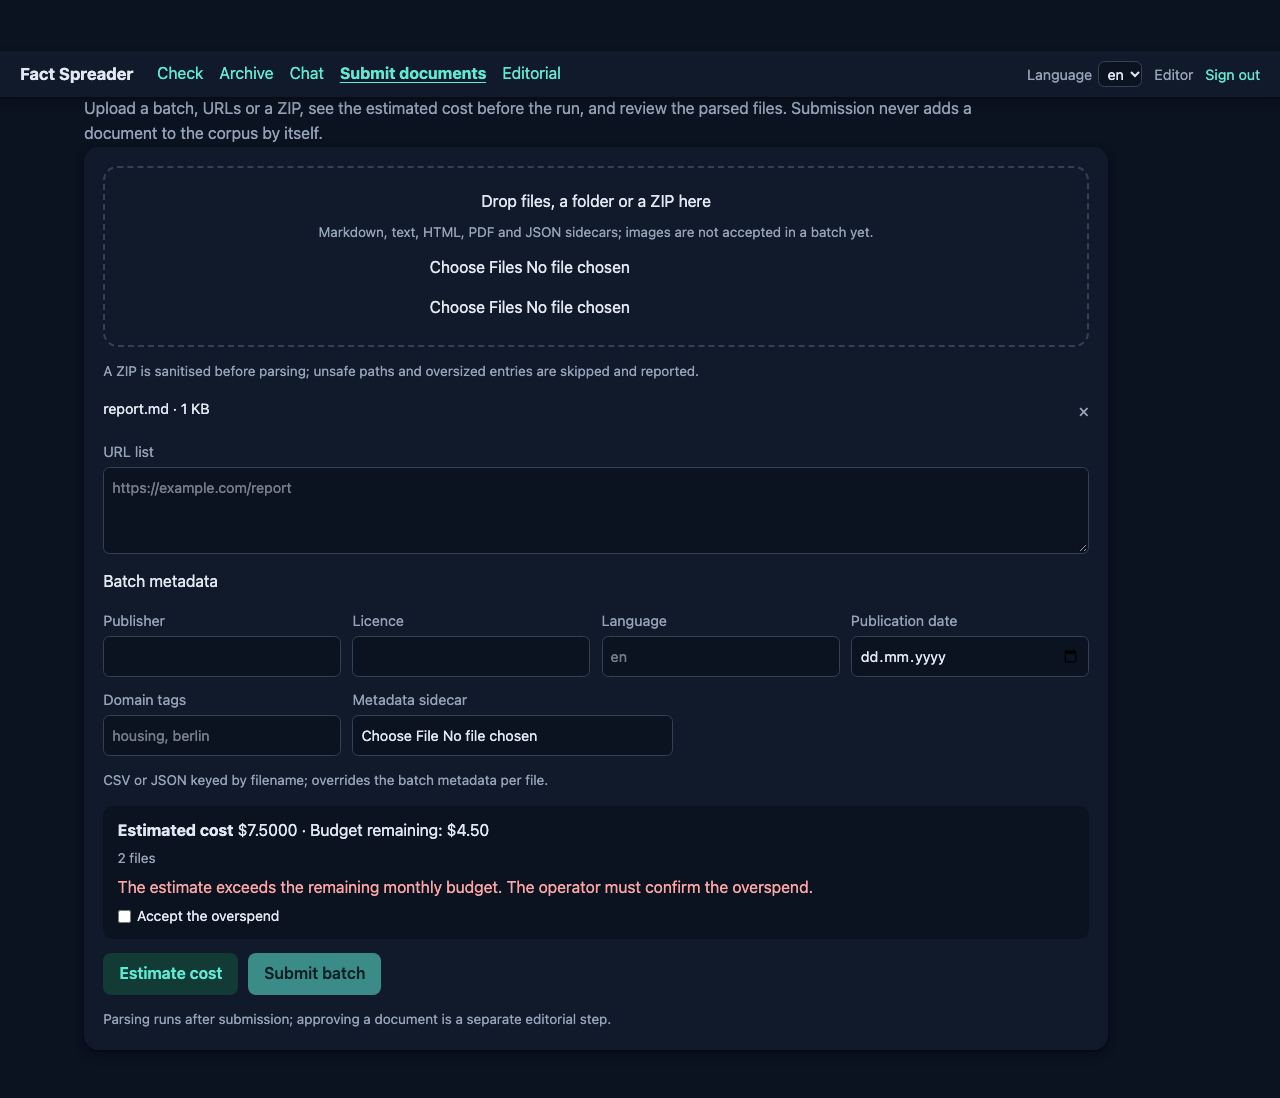 Fact Spreader Check Archive Chat Submit documents Editorial Language en Editor Sign out
Upload a batch, URLs or a ZIP, see the estimated cost before the run, and review the parsed files. Submission never adds a
document to the corpus by itself.
Drop files, a folder or a ZIP here
Markdown, text, HTML, PDF and JSON sidecars; images are not accepted in a batch yet.
Choose Files No file chosen
Choose Files No file chosen
A ZIP is sanitised before parsing; unsafe paths and oversized entries are skipped and reported.
report.md · 1 KB ×
URL list
https://example.com/report
Batch metadata
Publisher Licence Language Publication date
en dd.mm.yyyy
Domain tags Metadata sidecar
housing, berlin Choose File No file chosen
CSV or JSON keyed by filename; overrides the batch metadata per file.
Estimated cost $7.5000 · Budget remaining: $4.50
2 files
The estimate exceeds the remaining monthly budget. The operator must confirm the overspend.
Accept the overspend
Estimate cost Submit batch
Parsing runs after submission; approving a document is a separate editorial step.